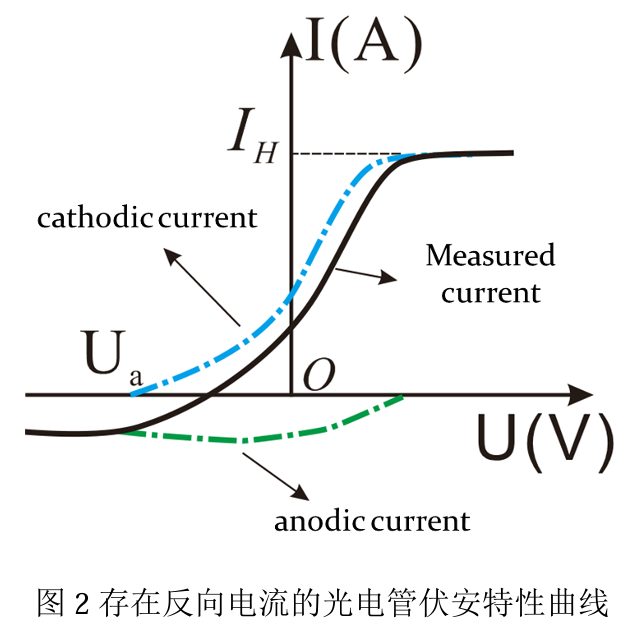 I(A)
I_H
cathodic current
Measured
current
U_a
O
U(V)
anodic current
图 2 存在反向电流的光电管伏安特性曲线